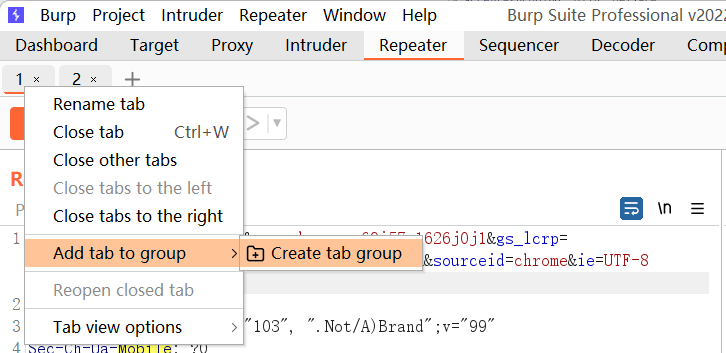 Burp Project Intruder Repeater Window Help Burp Suite Professional v202
Dashboard Target Proxy Intruder Repeater Sequencer Decoder Comp
1 × 2 × +
Rename tab
Close tab Ctrl+W
Close other tabs
Close tabs to the left
R
Close tabs to the right
P
\n
1
Add tab to group
Create tab group
1626j0j1&gs_lcrp=
&sourceid=chrome&ie=UTF-8
Reopen closed tab
2
3
Tab view options
"103", ".Not/A)Brand";v="99"
4
Sec-Ch-Ua-Mobile: ?0